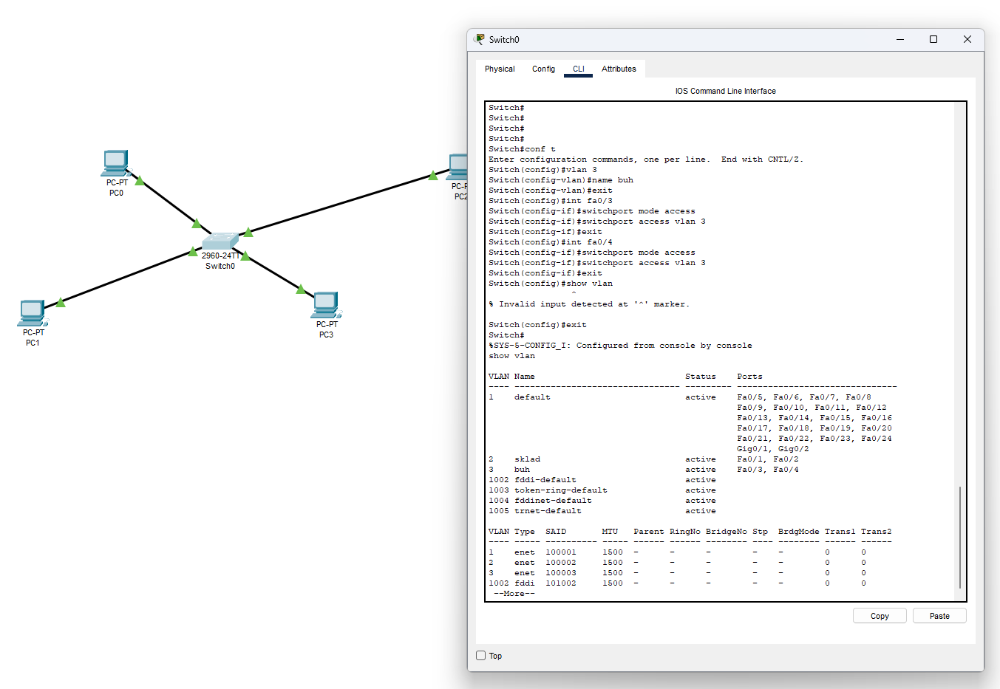 PC-PT
PC0
PC-PT
PC1
2960-24TT
Switch0
PC-PT
PC3
PC2
Switch0
Physical Config CLI Attributes
IOS Command Line Interface
Switch#
Switch#
Switch#
Switch#
Switch#conf t
Enter configuration commands, one per line.  End with CNTL/Z.
Switch(config)#vlan 3
Switch(config-vlan)#name buh
Switch(config-vlan)#exit
Switch(config)#int fa0/3
Switch(config-if)#switchport mode access
Switch(config-if)#switchport access vlan 3
Switch(config-if)#exit
Switch(config)#int fa0/4
Switch(config-if)#switchport mode access
Switch(config-if)#switchport access vlan 3
Switch(config-if)#exit
Switch(config)#show vlan
^
% Invalid input detected at '^' marker.
Switch(config)#exit
Switch#
%SYS-5-CONFIG_I: Configured from console by console
show vlan
VLAN Name                             Status    Ports
---- -------------------------------- --------- -------------------------------
1    default                          active    Fa0/5, Fa0/6, Fa0/7, Fa0/8
Fa0/9, Fa0/10, Fa0/11, Fa0/12
Fa0/13, Fa0/14, Fa0/15, Fa0/16
Fa0/17, Fa0/18, Fa0/19, Fa0/20
Fa0/21, Fa0/22, Fa0/23, Fa0/24
Gig0/1, Gig0/2
2    sklad                            active    Fa0/1, Fa0/2
3    buh                              active    Fa0/3, Fa0/4
1002 fddi-default                     active
1003 token-ring-default               active
1004 fddinet-default                  active
1005 trnet-default                    active
VLAN Type  SAID       MTU   Parent RingNo BridgeNo Stp  BrdgMode Trans1 Trans2
---- ----- ---------- ----- ------ ------ -------- ---- -------- ------ ------
1    enet  100001     1500  -      -      -        -    -        0      0
2    enet  100002     1500  -      -      -        -    -        0      0
3    enet  100003     1500  -      -      -        -    -        0      0
1002 fddi  101002     1500  -      -      -        -    -        0      0
--More--
Copy Paste
Top